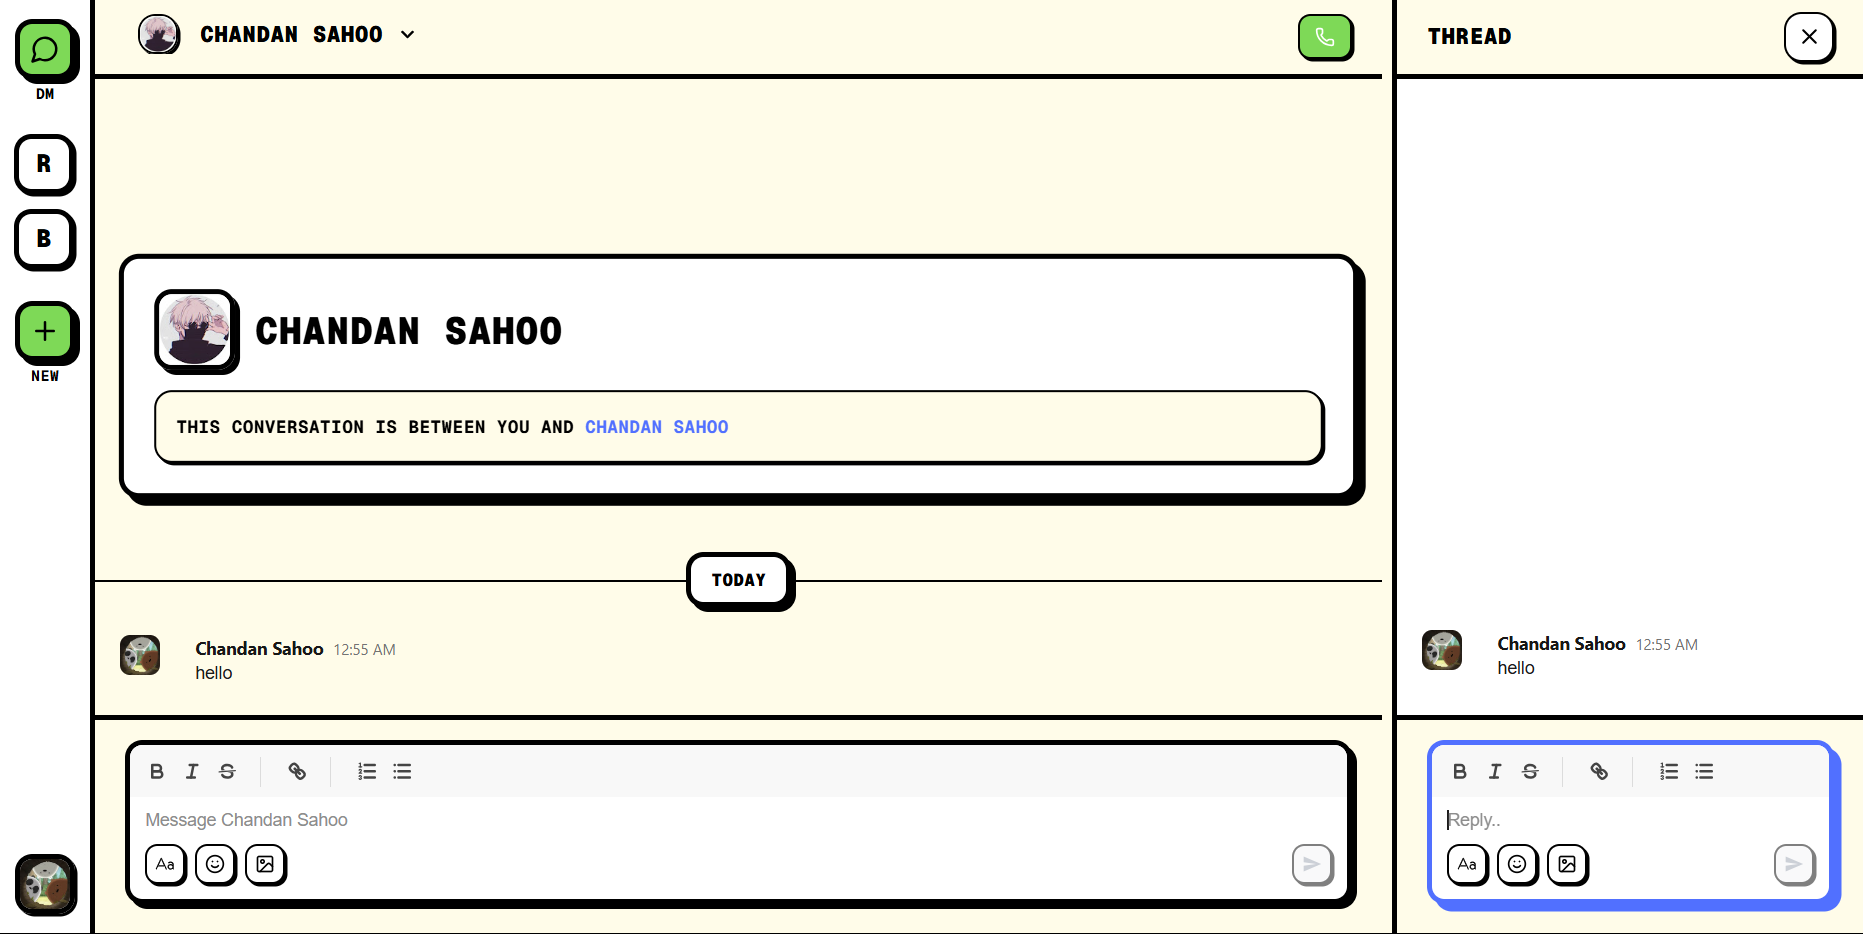 DM
R
B
NEW
CHANDAN SAHOO
CHANDAN SAHOO
THIS CONVERSATION IS BETWEEN YOU AND CHANDAN SAHOO
TODAY
Chandan Sahoo 12:55 AM
hello
Message Chandan Sahoo
Aa
THREAD
Chandan Sahoo 12:55 AM
hello
Reply..
Aa